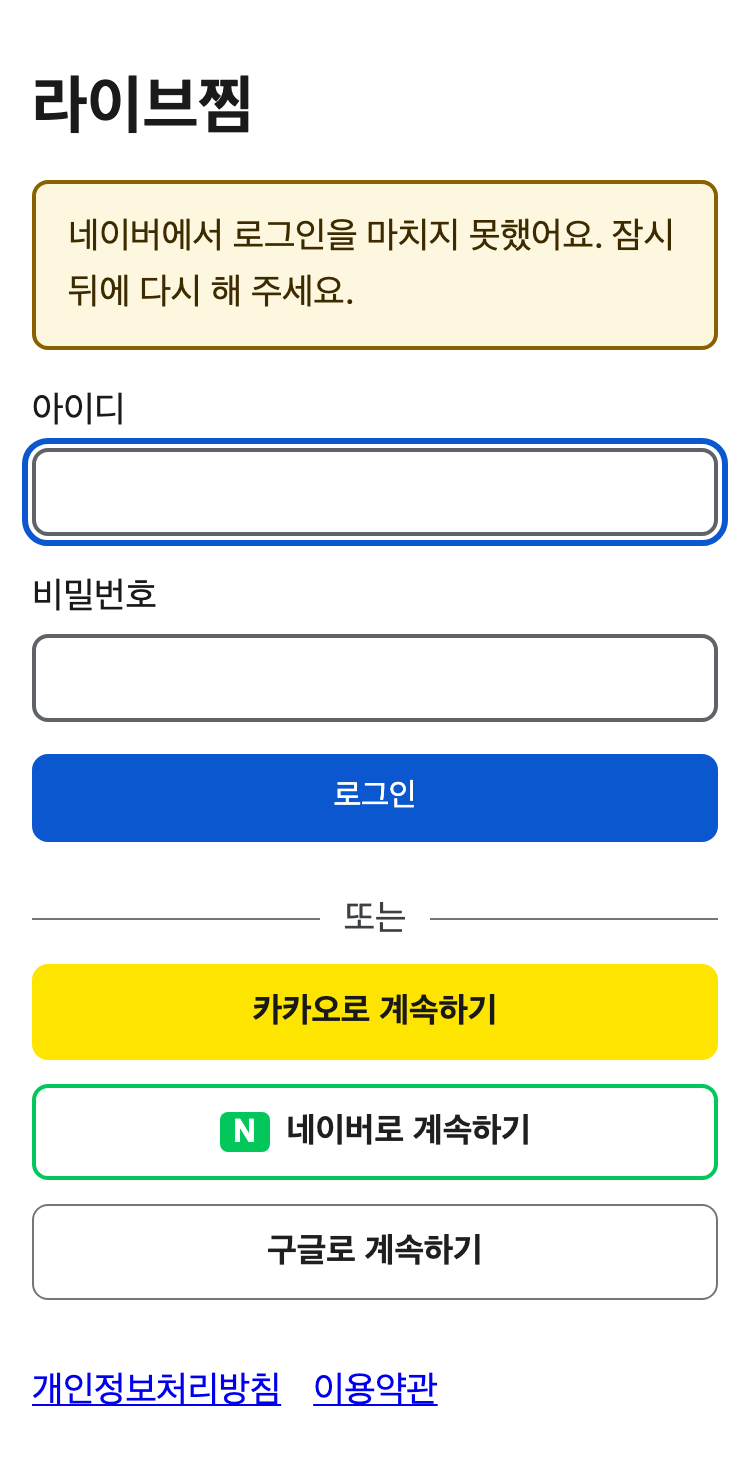 라이브찜
네이버에서 로그인을 마치지 못했어요. 잠시
뒤에 다시 해 주세요.
아이디
비밀번호
로그인
또는
카카오로 계속하기
N 네이버로 계속하기
구글로 계속하기
개인정보처리방침 이용약관